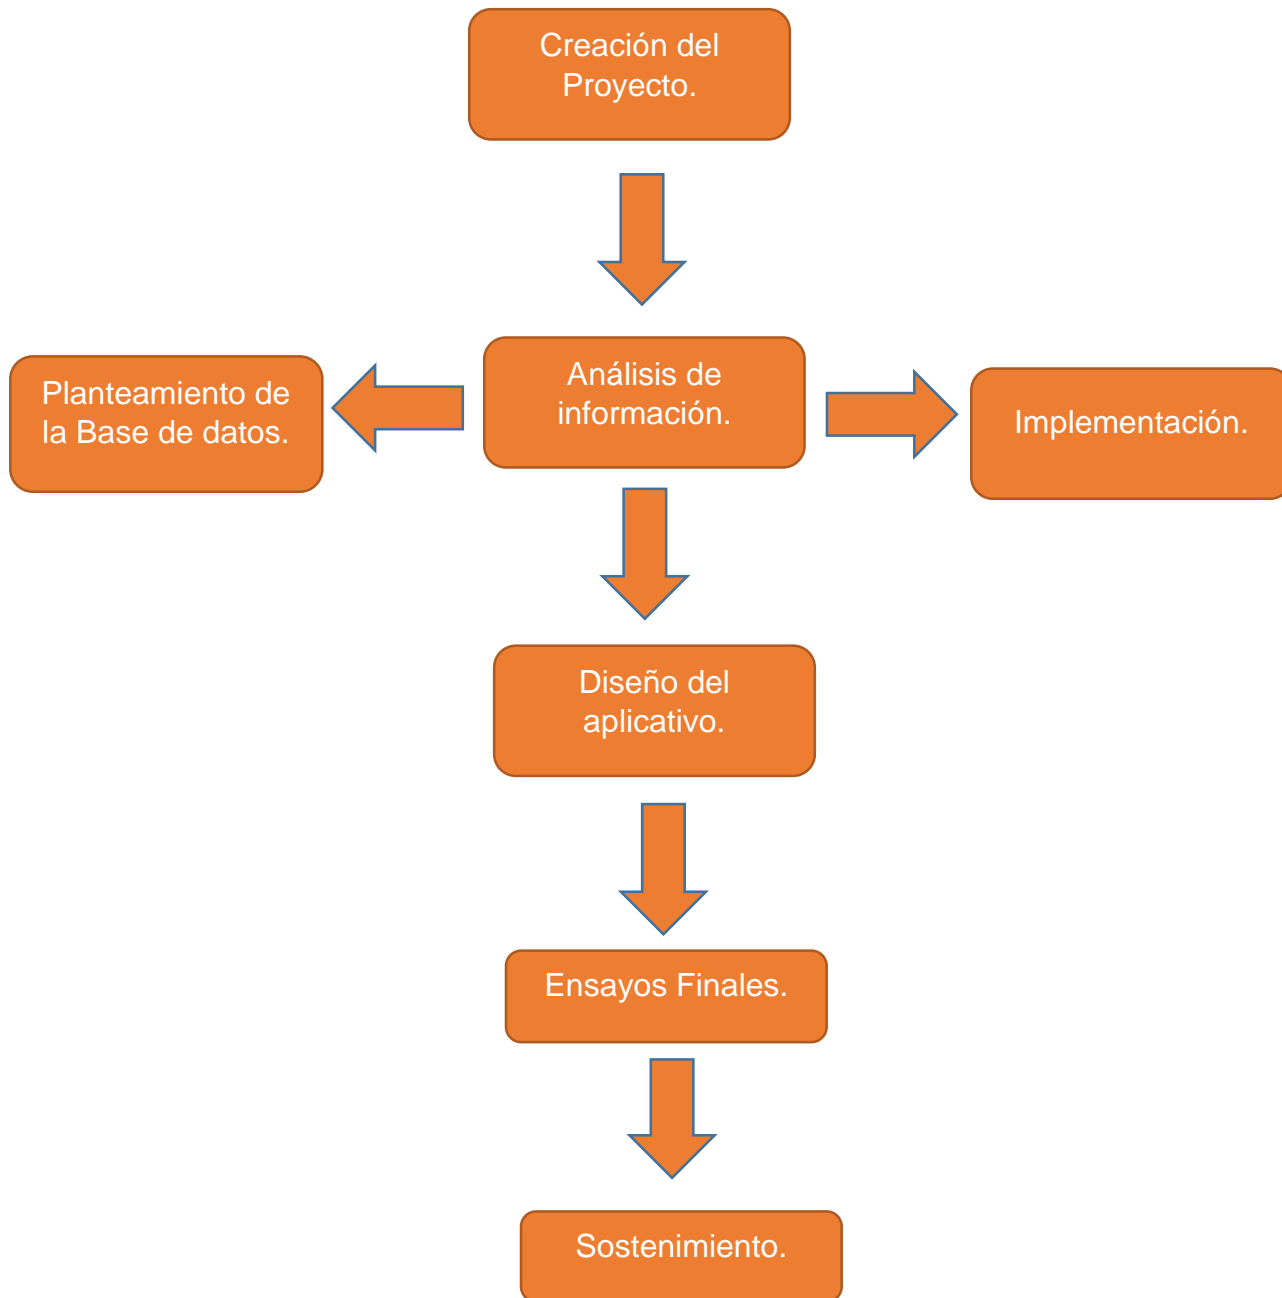 Creación del
Proyecto.
Análisis de
información.
Planteamiento de
la Base de datos.
Implementación.
Diseño del
aplicativo.
Ensayos Finales.
Sostenimiento.